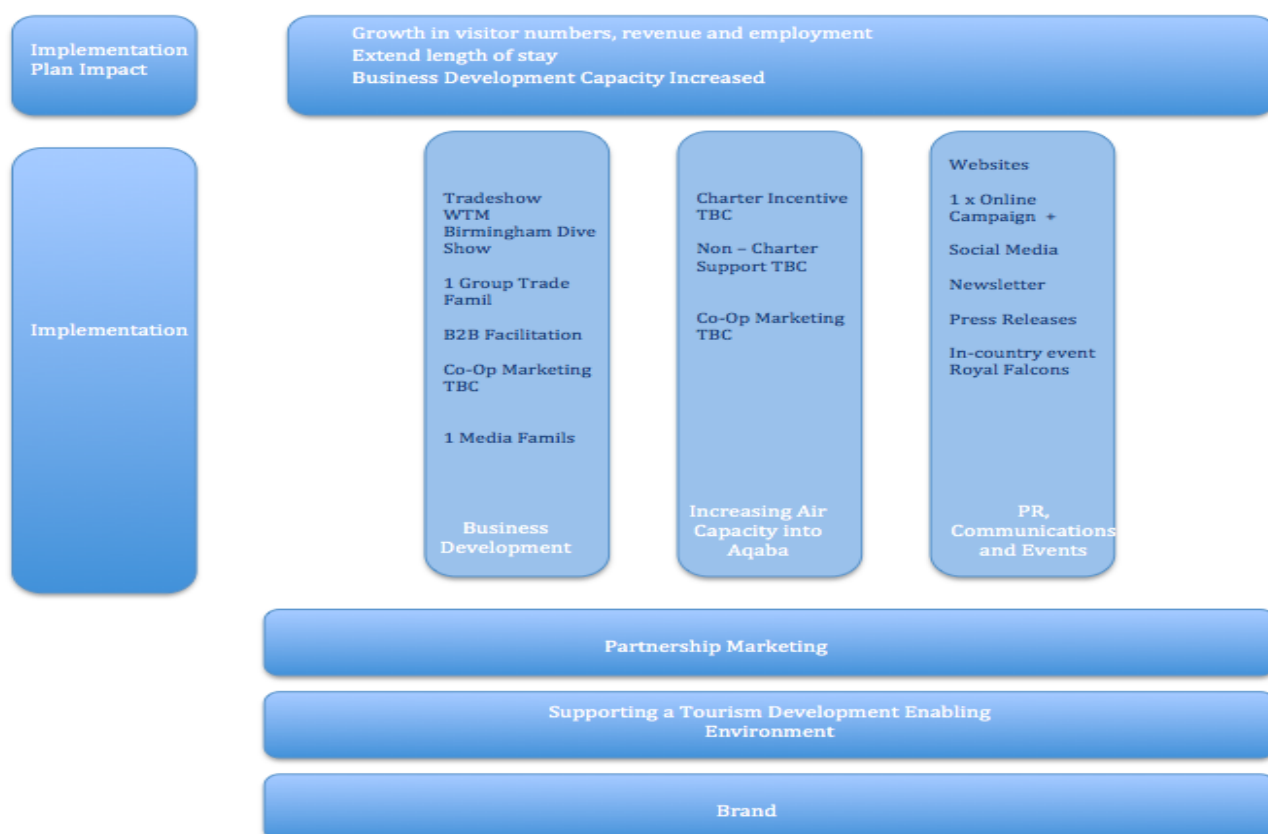 Implementation
Plan Impact
Growth in visitor numbers, revenue and employment
Extend length of stay
Business Development Capacity Increased
Implementation
Tradeshow
WTM
Birmingham Dive
Show
1 Group Trade
Famil
B2B Facilitation
Co-Op Marketing
TBC
1 Media Famils
Business
Development
Charter Incentive
TBC
Non – Charter
Support TBC
Co-Op Marketing
TBC
Increasing Air
Capacity into
Aqaba
Websites
1 x Online
Campaign +
Social Media
Newsletter
Press Releases
In-country event
Royal Falcons
PR,
Communications
and Events
Partnership Marketing
Supporting a Tourism Development Enabling
Environment
Brand